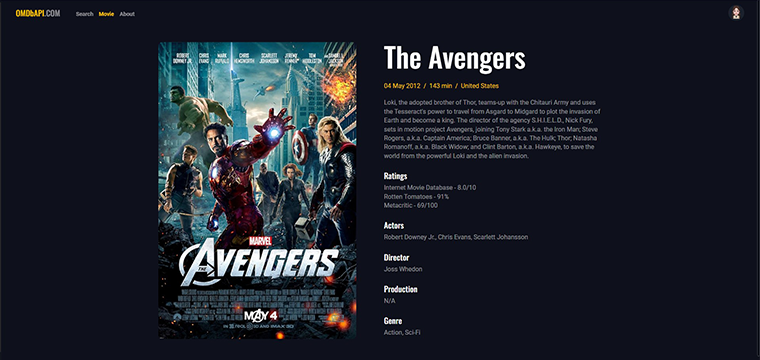 OMDbAPI.COM Search Movie About
The Avengers
04 May 2012 / 143 min / United States
Loki, the adopted brother of Thor, teams-up with the Chitauri Army and uses
the Tesseract's power to travel from Asgard to Midgard to plot the invasion of
Earth and become a king. The director of the agency S.H.I.E.L.D., Nick Fury,
sets in motion project Avengers, joining Tony Stark a.k.a. the Iron Man; Steve
Rogers, a.k.a. Captain America; Bruce Banner, a.k.a. The Hulk; Thor; Natasha
Romanoff, a.k.a. Black Widow; and Clint Barton, a.k.a. Hawkeye, to save the
world from the powerful Loki and the alien invasion.
Ratings
Internet Movie Database - 8.0/10
Rotten Tomatoes - 91%
Metacritic - 69/100
Actors
Robert Downey Jr., Chris Evans, Scarlett Johansson
Director
Joss Whedon
Production
N/A
Genre
Action, Sci-Fi
ROBERT CHRIS MARK CHRIS SCARLETT JEREMY TOM
DOWNEY JR. EVANS RUFFALO HEMSWORTH JOHANSSON RENNER HIDDLESTON JACKSON
MARVEL
THE AVENGERS
MAY 4
IN 3D AND IMAX 3D